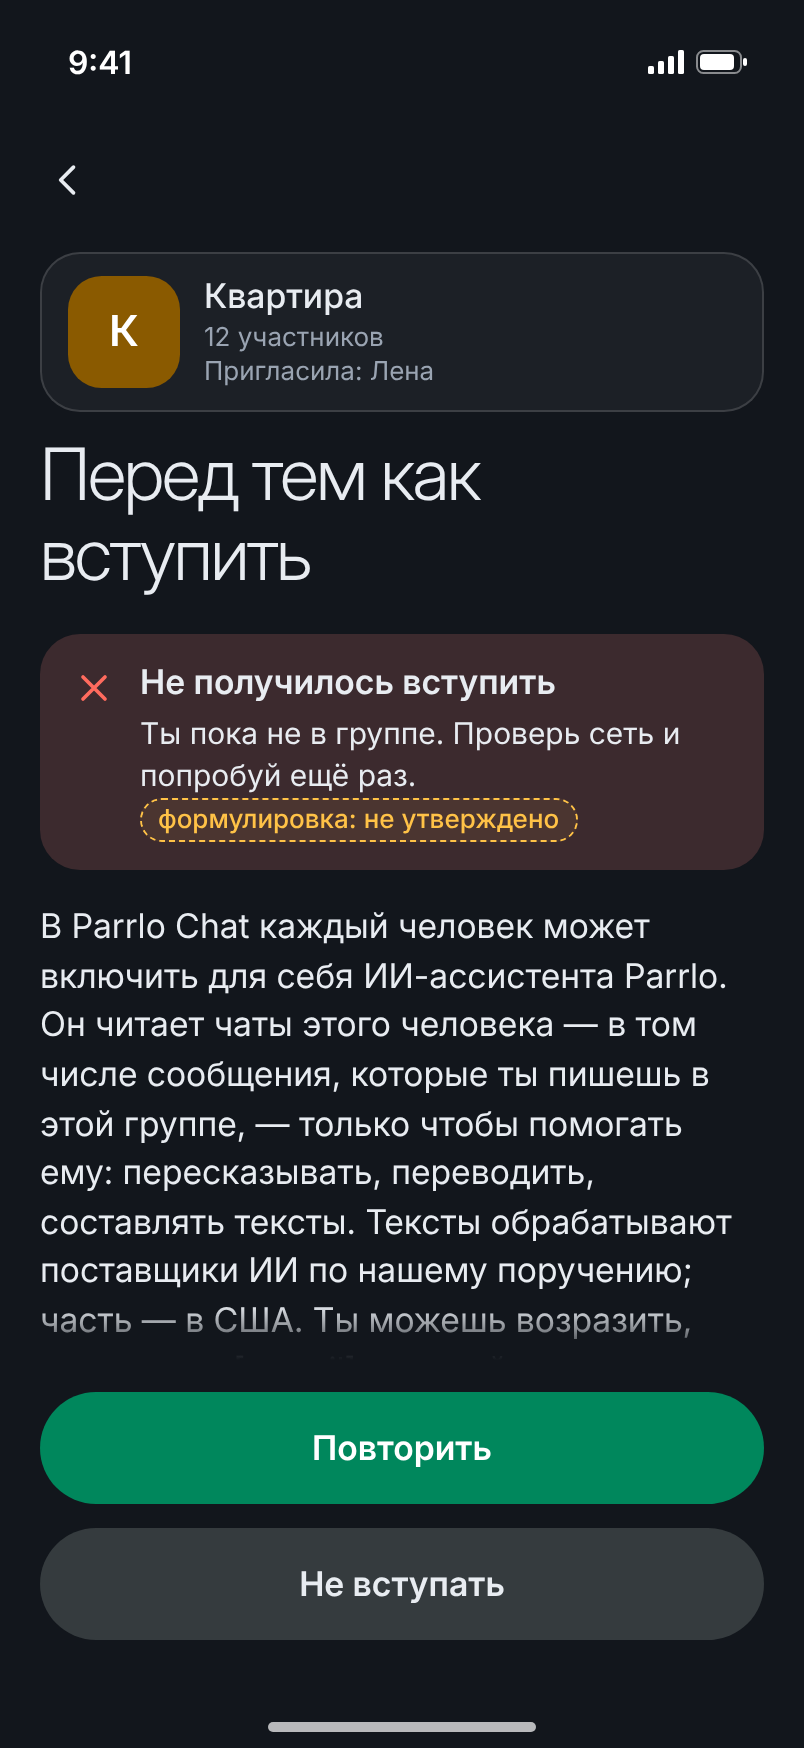 9:41
К
Квартира
12 участников
Пригласила: Лена
Перед тем как
вступить
Не получилось вступить
Ты пока не в группе. Проверь сеть и
попробуй ещё раз.
формулировка: не утверждено
В Parrlo Chat каждый человек может
включить для себя ИИ-ассистента Parrlo.
Он читает чаты этого человека — в том
числе сообщения, которые ты пишешь в
этой группе, — только чтобы помогать
ему: пересказывать, переводить,
составлять тексты. Тексты обрабатывают
поставщики ИИ по нашему поручению;
часть — в США. Ты можешь возразить,
Повторить
Не вступать